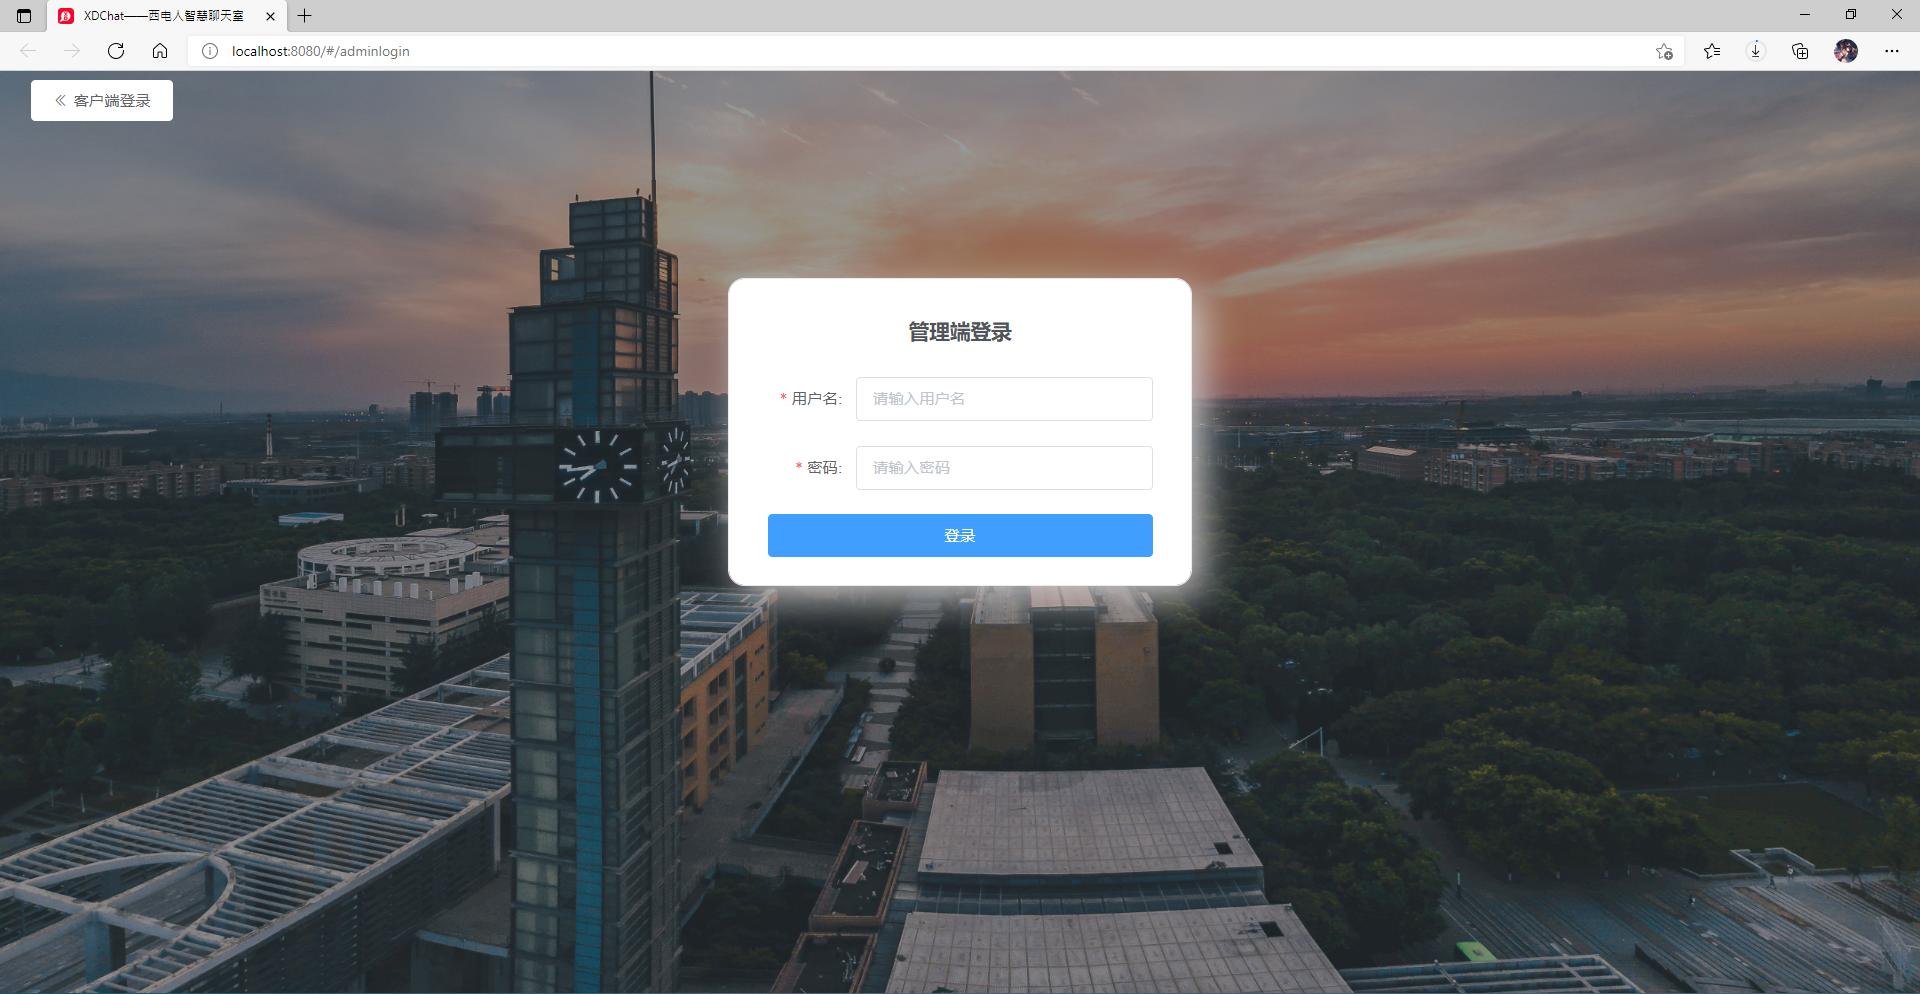 XDChat——西电人智慧聊天室
localhost:8080/#/adminlogin
客户端登录
管理端登录
* 用户名: 请输入用户名
* 密码: 请输入密码
登录